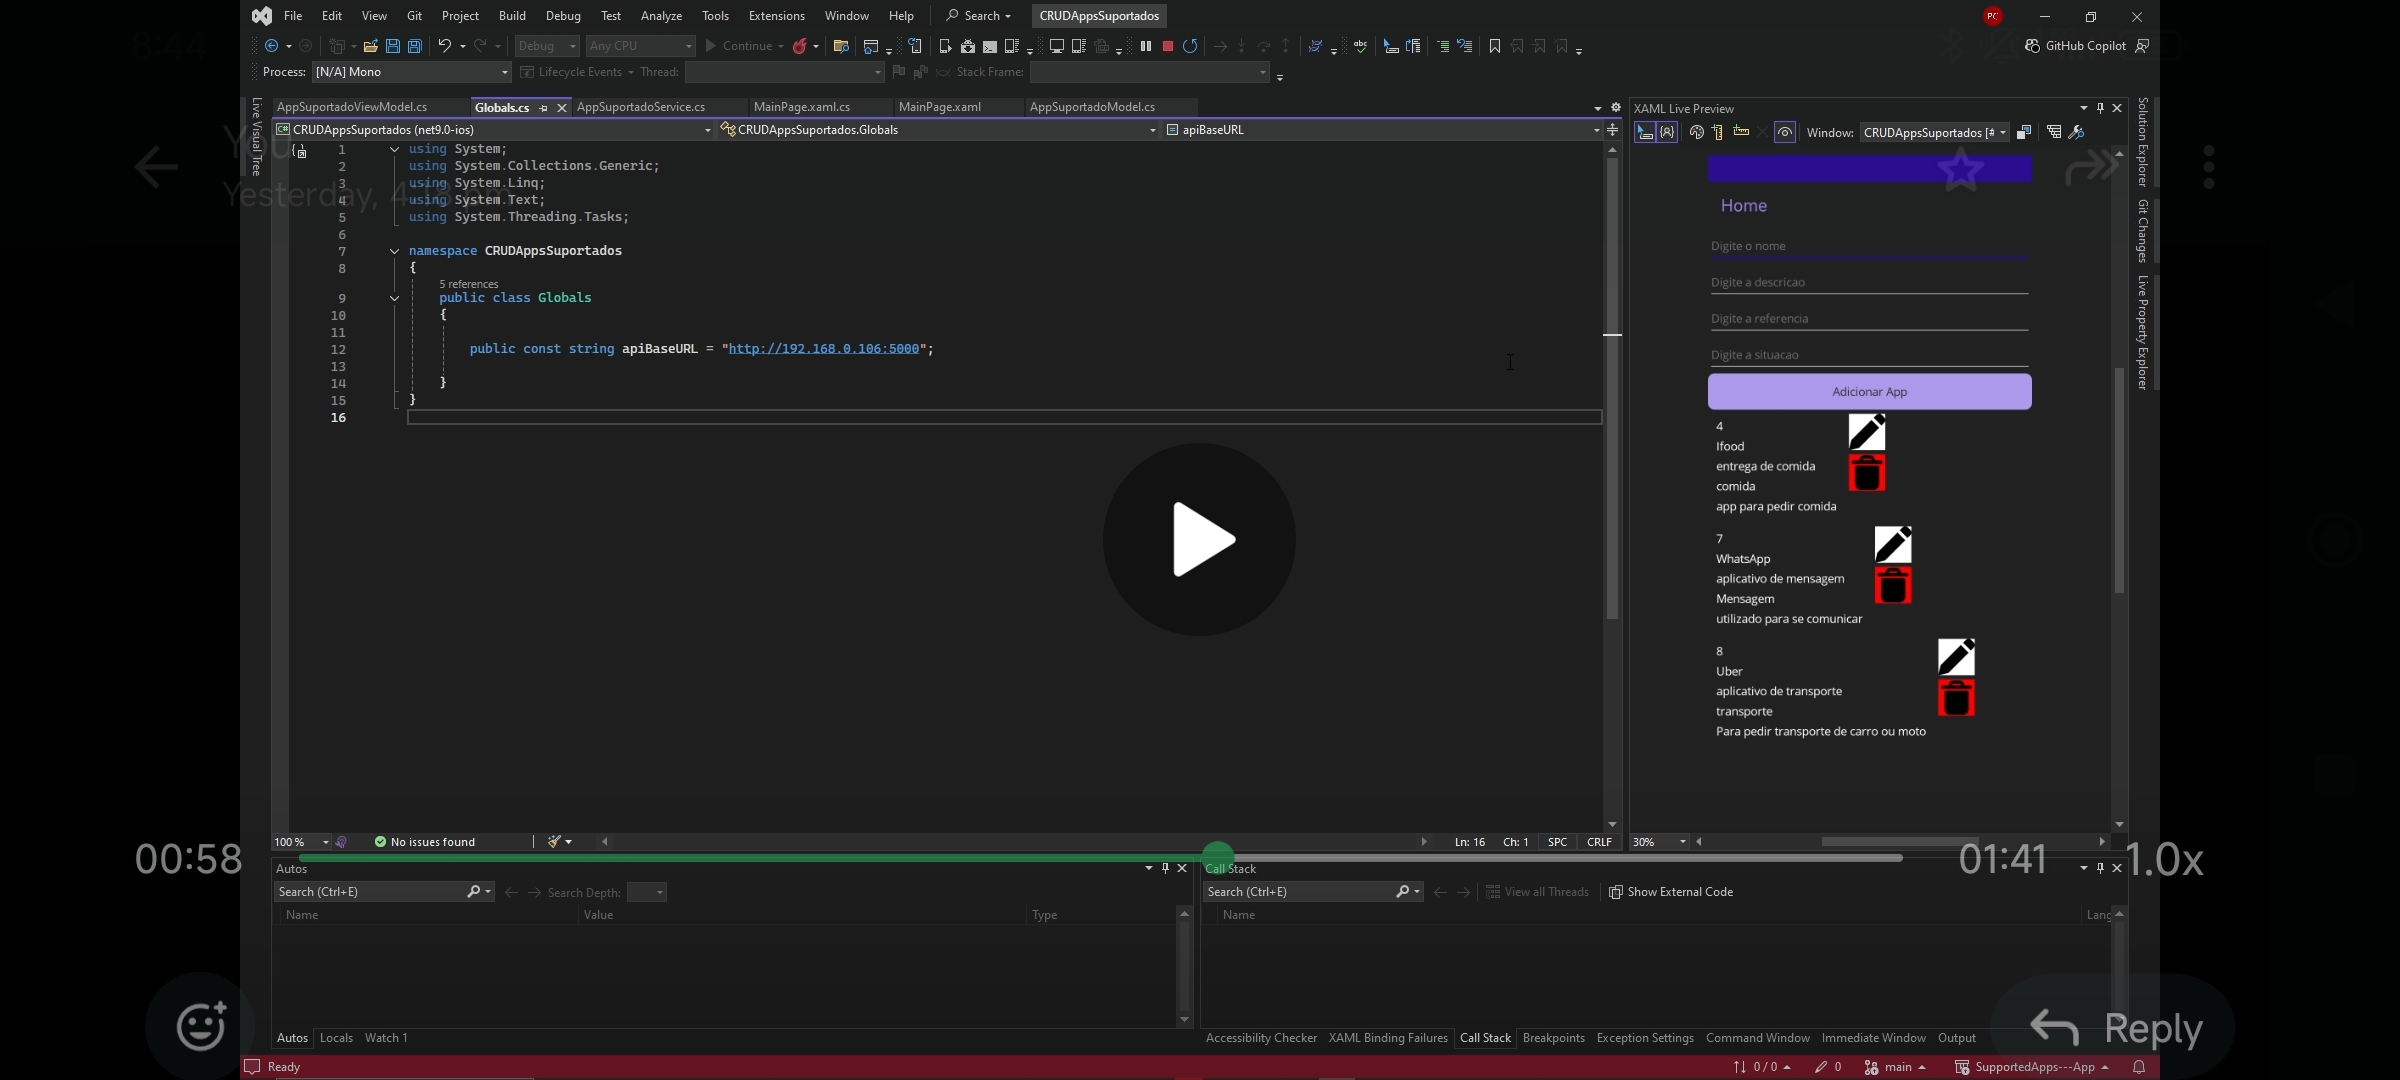 File Edit View Git Project Build Debug Test Analyze Tools Extensions Window Help Search CRUDAppsSuportados PC
8:44
Debug Any CPU Continue GitHub Copilot
Process: [N/A] Mono Lifecycle Events Thread: Stack Frame:
AppSuportadoViewModel.cs Globals.cs AppSuportadoService.cs MainPage.xaml.cs MainPage.xaml AppSuportadoModel.cs
CRUDAppsSuportados (net9.0-ios) CRUDAppsSuportados.Globals apiBaseURL
Live Visual Tree
You
Yesterday, 4:18 pm
1 using System;
2 using System.Collections.Generic;
3 using System.Linq;
4 using System.Text;
5 using System.Threading.Tasks;
6
7 namespace CRUDAppsSuportados
8 {
5 references
9 public class Globals
10 {
11
12 public const string apiBaseURL = "http://192.168.0.106:5000";
13
14 }
15 }
16
XAML Live Preview
Window: CRUDAppsSuportados [#
Home
Digite o nome
Digite a descricao
Digite a referencia
Digite a situacao
Adicionar App
4
Ifood
entrega de comida
comida
app para pedir comida
7
WhatsApp
aplicativo de mensagem
Mensagem
utilizado para se comunicar
8
Uber
aplicativo de transporte
transporte
Para pedir transporte de carro ou moto
Solution Explorer
Git Changes
Live Property Explorer
100 % No issues found Ln: 16 Ch: 1 SPC CRLF
30%
00:58 01:41 1.0x
Autos
Search (Ctrl+E) Search Depth:
Name Value Type
Autos Locals Watch 1
Call Stack
Search (Ctrl+E) View all Threads Show External Code
Name Lang
Accessibility Checker XAML Binding Failures Call Stack Breakpoints Exception Settings Command Window Immediate Window Output
Reply
Ready 0 / 0 0 main SupportedApps---App